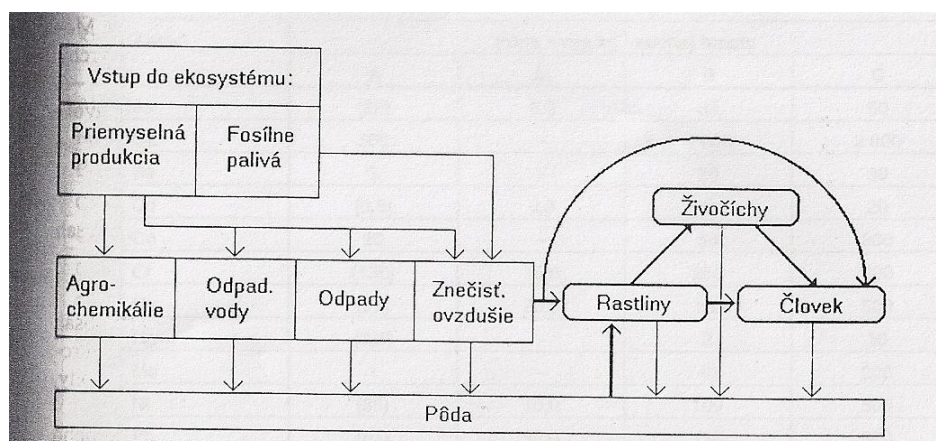 Vstup do ekosystému:
Priemyselná
produkcia
Fosílne
palivá
Živočíchy
Agro-
chemikálie
Odpad.
vody
Odpady
Znečisť.
ovzdušie
Rastliny
Človek
Pôda